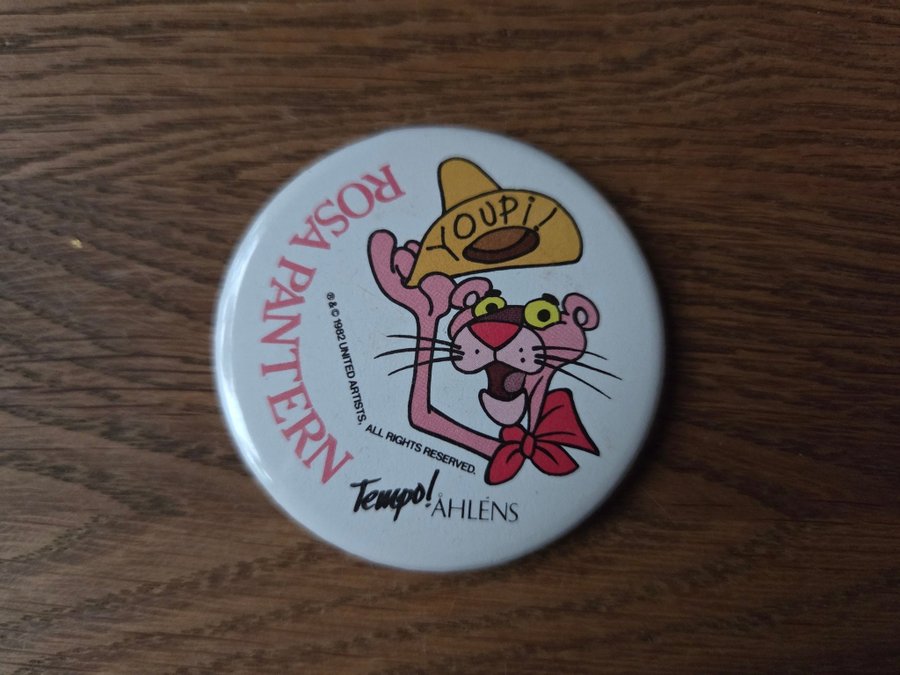 YOUPi!
ROSA PANTERN
® & © 1982 UNITED ARTISTS, ALL RIGHTS RESERVED.
Tempo! ÅHLÉNS